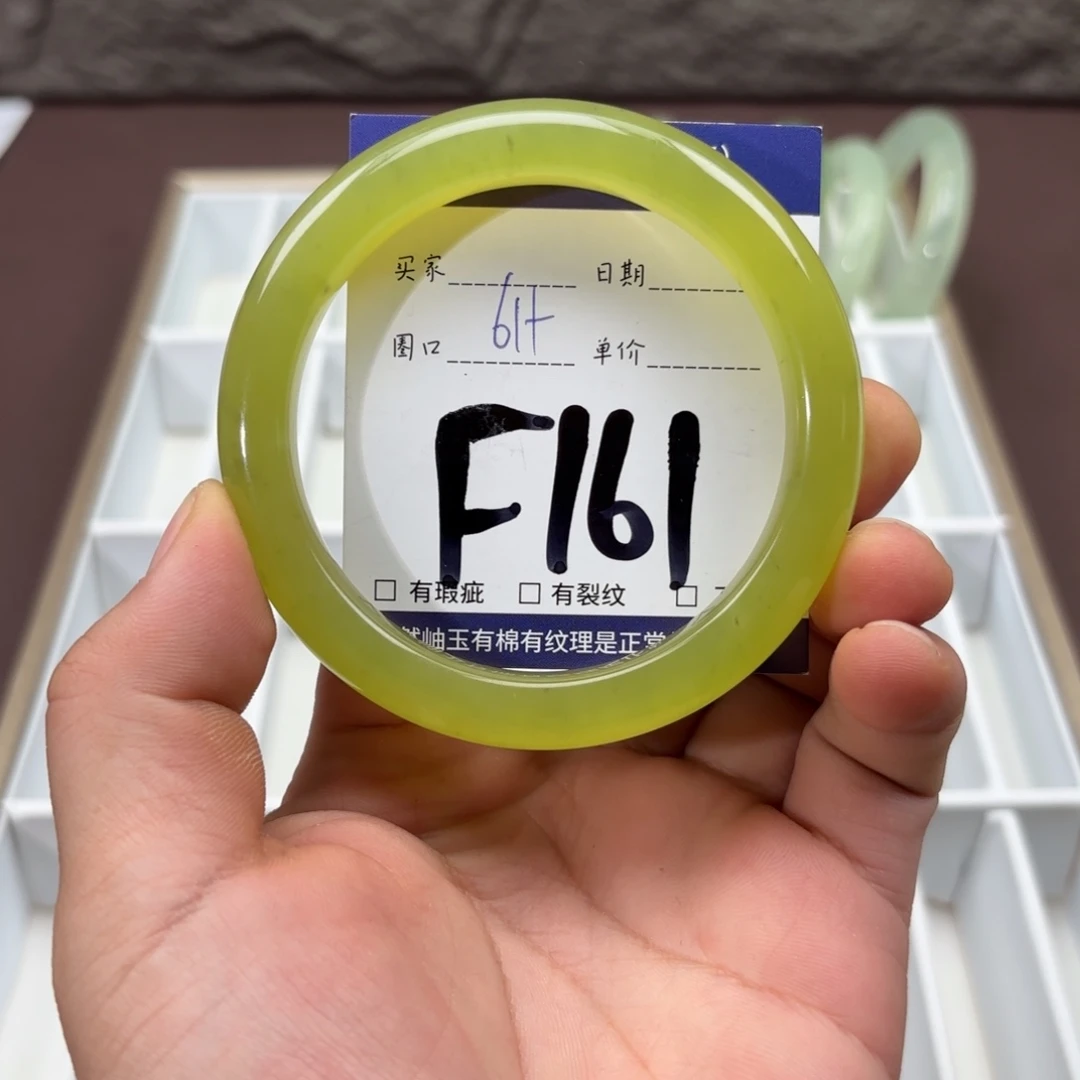 买家 日期
圈口 61+ 单价
F161
□ 有瑕疵 □ 有裂纹 □
岫玉有棉有纹理是正常